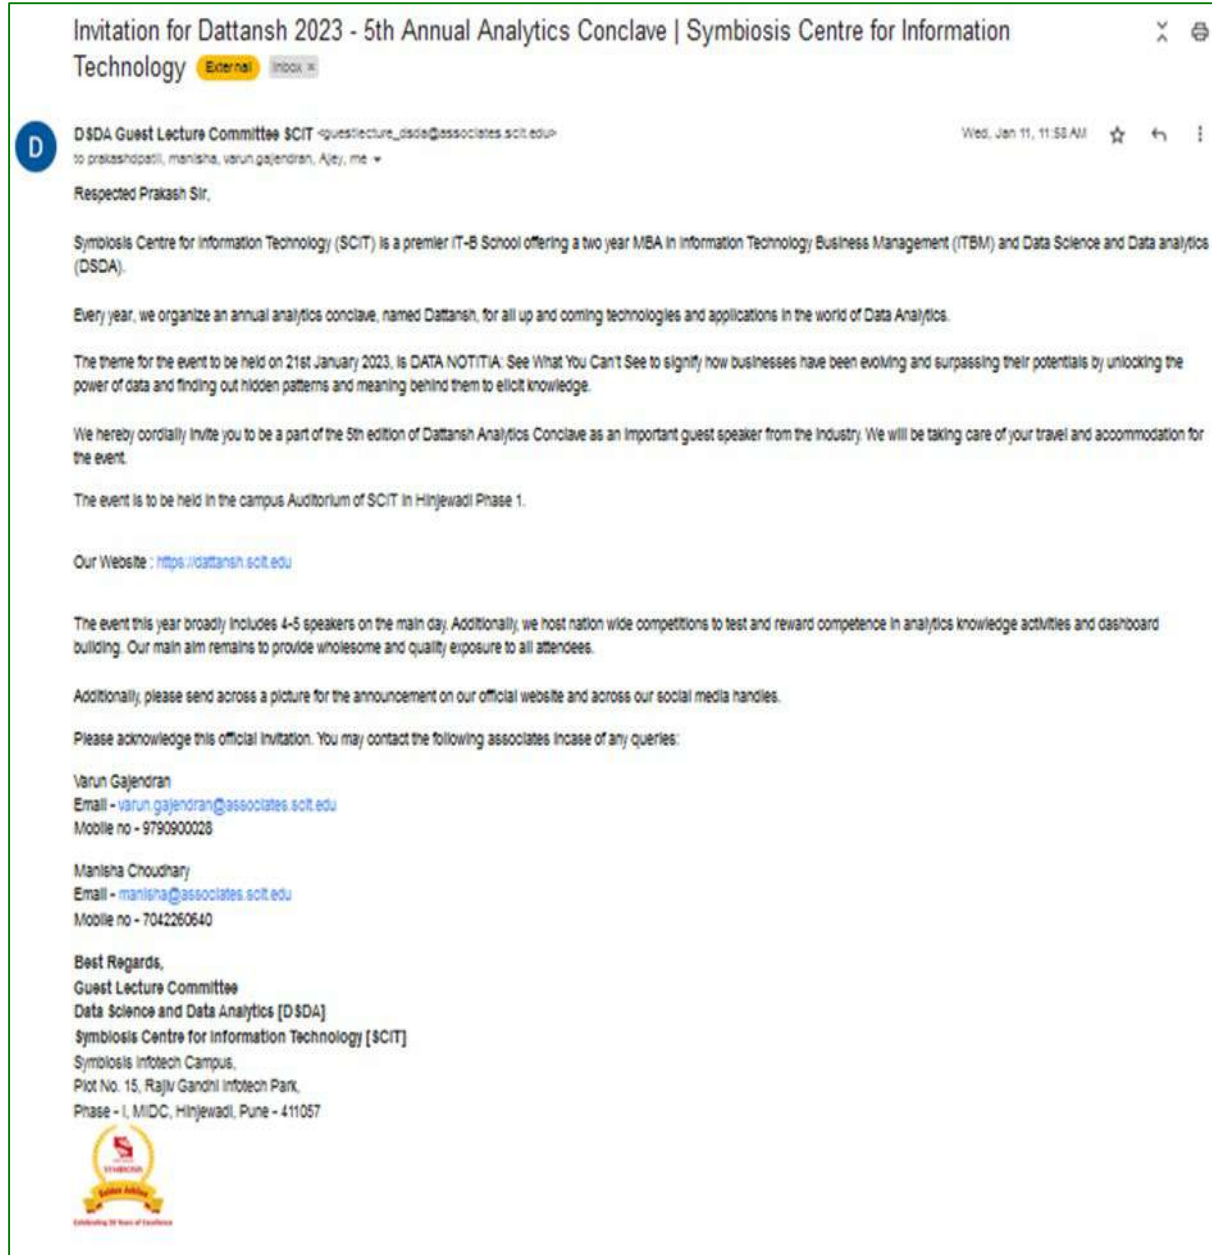 Invitation for Dattansh 2023 - 5th Annual Analytics Conclave | Symbiosis Centre for Information
Technology External Inbox ×
D
DSDA Guest Lecture Committee SCIT <guestlecture_dsda@associates.scit.edu>
Wed, Jan 11, 11:58 AM
to prakashdpatil, manisha, varun.gajendran, Ajey, me
Respected Prakash Sir,
Symbiosis Centre for Information Technology (SCIT) is a premier IT-B School offering a two year MBA in Information Technology Business Management (ITBM) and Data Science and Data analytics
(DSDA).
Every year, we organize an annual analytics conclave, named Dattansh, for all up and coming technologies and applications in the world of Data Analytics.
The theme for the event to be held on 21st January 2023, is DATA NOTITIA: See What You Can't See to signify how businesses have been evolving and surpassing their potentials by unlocking the
power of data and finding out hidden patterns and meaning behind them to elicit knowledge.
We hereby cordially invite you to be a part of the 5th edition of Dattansh Analytics Conclave as an important guest speaker from the industry. We will be taking care of your travel and accommodation for
the event.
The event is to be held in the campus Auditorium of SCIT in Hinjewadi Phase 1.
Our Website : https://dattansh.scit.edu
The event this year broadly includes 4-5 speakers on the main day. Additionally, we host nation wide competitions to test and reward competence in analytics knowledge activities and dashboard
building. Our main aim remains to provide wholesome and quality exposure to all attendees.
Additionally, please send across a picture for the announcement on our official website and across our social media handles.
Please acknowledge this official invitation. You may contact the following associates incase of any queries:
Varun Gajendran
Email - varun.gajendran@associates.scit.edu
Mobile no - 9790900028
Manisha Choudhary
Email - manisha@associates.scit.edu
Mobile no - 7042260640
Best Regards,
Guest Lecture Committee
Data Science and Data Analytics [DSDA]
Symbiosis Centre for Information Technology [SCIT]
Symbiosis Infotech Campus,
Plot No. 15, Rajiv Gandhi Infotech Park,
Phase - I, MIDC, Hinjewadi, Pune - 411057
SYMBIOSIS
Golden Jubilee
Celebrating 50 Years of Excellence